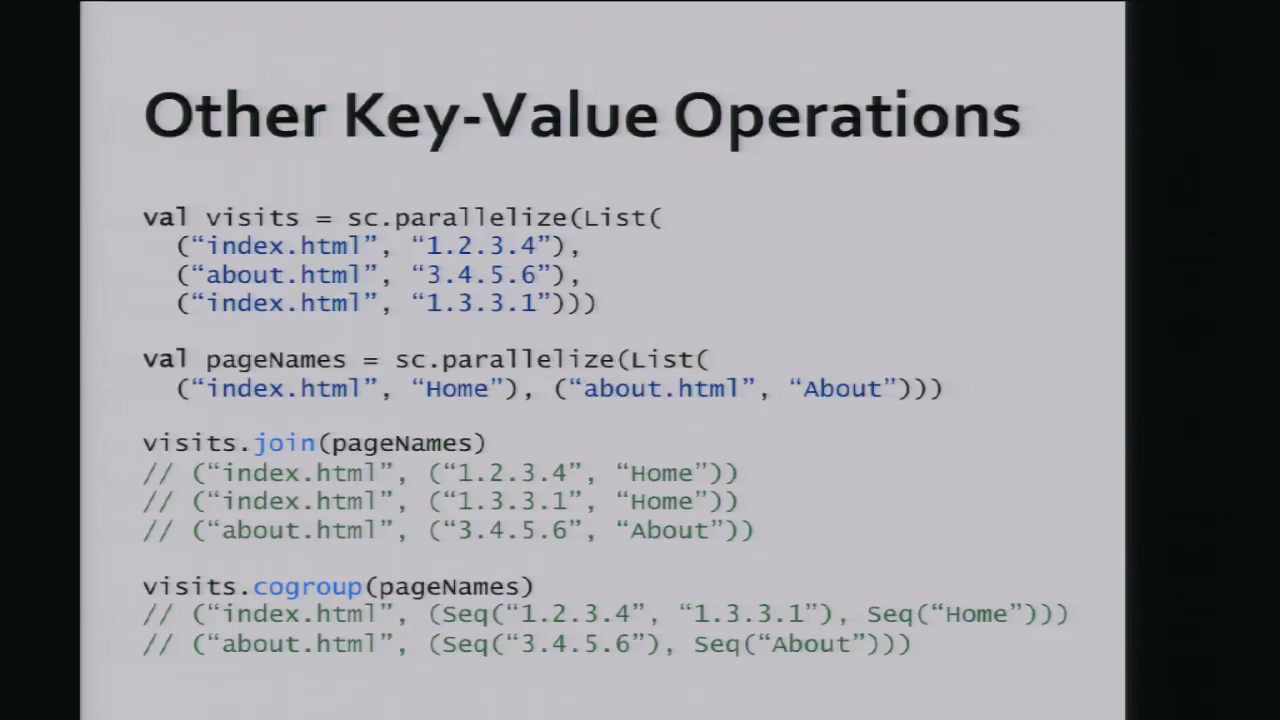 Other Key-Value Operations
val visits = sc.parallelize(List(
(“index.html”, “1.2.3.4”),
(“about.html”, “3.4.5.6”),
(“index.html”, “1.3.3.1”)))
val pageNames = sc.parallelize(List(
(“index.html”, “Home”), (“about.html”, “About”)))
visits.join(pageNames)
// (“index.html”, (“1.2.3.4”, “Home”))
// (“index.html”, (“1.3.3.1”, “Home”))
// (“about.html”, (“3.4.5.6”, “About”))
visits.cogroup(pageNames)
// (“index.html”, (Seq(“1.2.3.4”, “1.3.3.1”), Seq(“Home”)))
// (“about.html”, (Seq(“3.4.5.6”), Seq(“About”)))